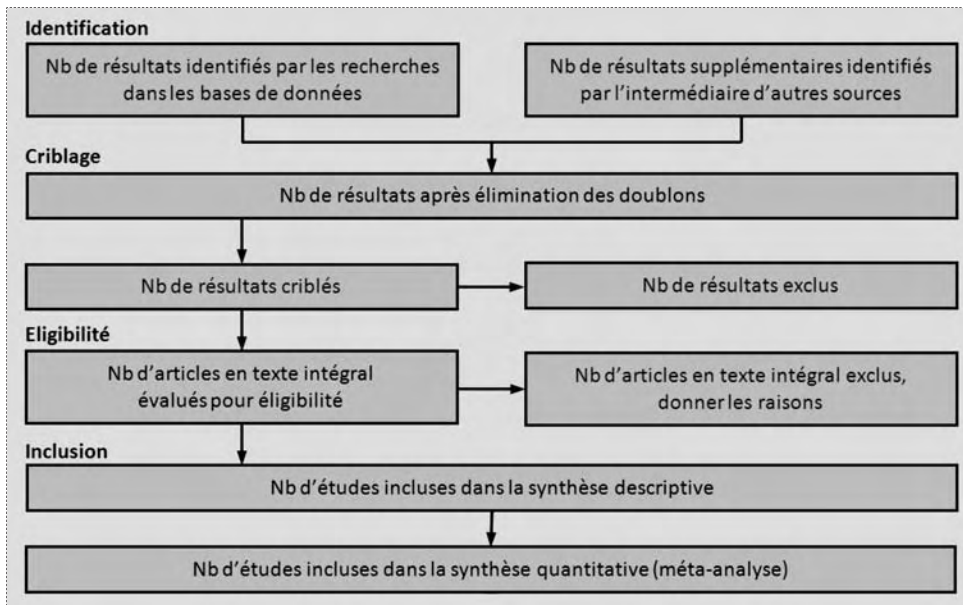 Identification
Nb de résultats identifiés par les recherches
dans les bases de données
Nb de résultats supplémentaires identifiés
par l'intermédiaire d'autres sources
Criblage
Nb de résultats après élimination des doublons
Nb de résultats criblés
Nb de résultats exclus
Eligibilité
Nb d'articles en texte intégral
évalués pour éligibilité
Nb d'articles en texte intégral exclus,
donner les raisons
Inclusion
Nb d'études incluses dans la synthèse descriptive
Nb d'études incluses dans la synthèse quantitative (méta-analyse)